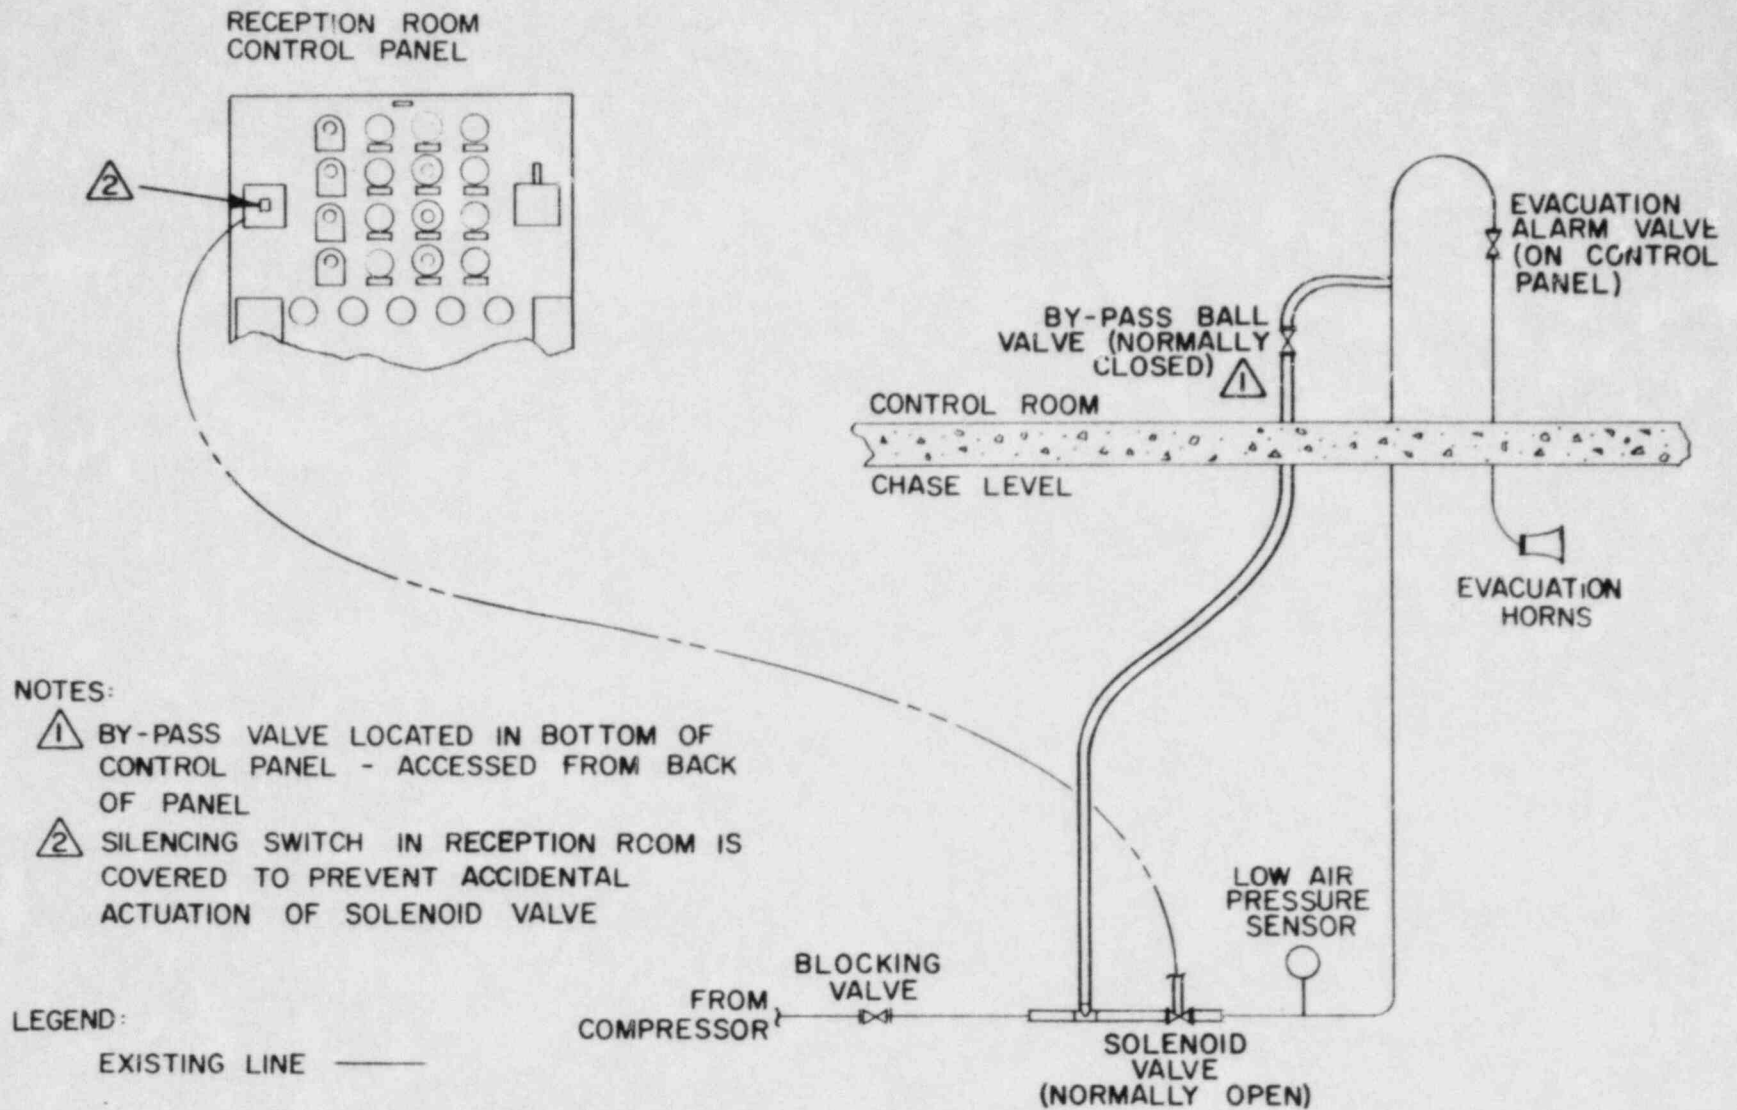 RECEPTION ROOM
CONTROL PANEL
2
EVACUATION
ALARM VALVE
(ON CONTROL
PANEL)
BY-PASS BALL
VALVE (NORMALLY
CLOSED)
1
CONTROL ROOM
CHASE LEVEL
EVACUATION
HORNS
NOTES:
1 BY-PASS VALVE LOCATED IN BOTTOM OF
CONTROL PANEL - ACCESSED FROM BACK
OF PANEL
2 SILENCING SWITCH IN RECEPTION ROOM IS
COVERED TO PREVENT ACCIDENTAL
ACTUATION OF SOLENOID VALVE
LOW AIR
PRESSURE
SENSOR
BLOCKING
VALVE
FROM
COMPRESSOR
SOLENOID
VALVE
(NORMALLY OPEN)
LEGEND:
EXISTING LINE